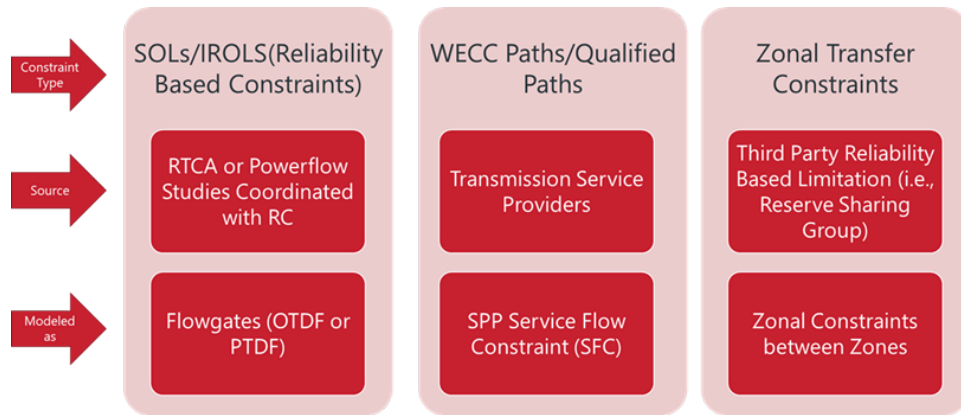 Constraint
Type
SOLs/IROLS(Reliability
Based Constraints)
WECC Paths/Qualified
Paths
Zonal Transfer
Constraints
Source
RTCA or Powerflow
Studies Coordinated
with RC
Transmission Service
Providers
Third Party Reliability
Based Limitation (i.e.,
Reserve Sharing
Group)
Modeled
as
Flowgates (OTDF or
PTDF)
SPP Service Flow
Constraint (SFC)
Zonal Constraints
between Zones